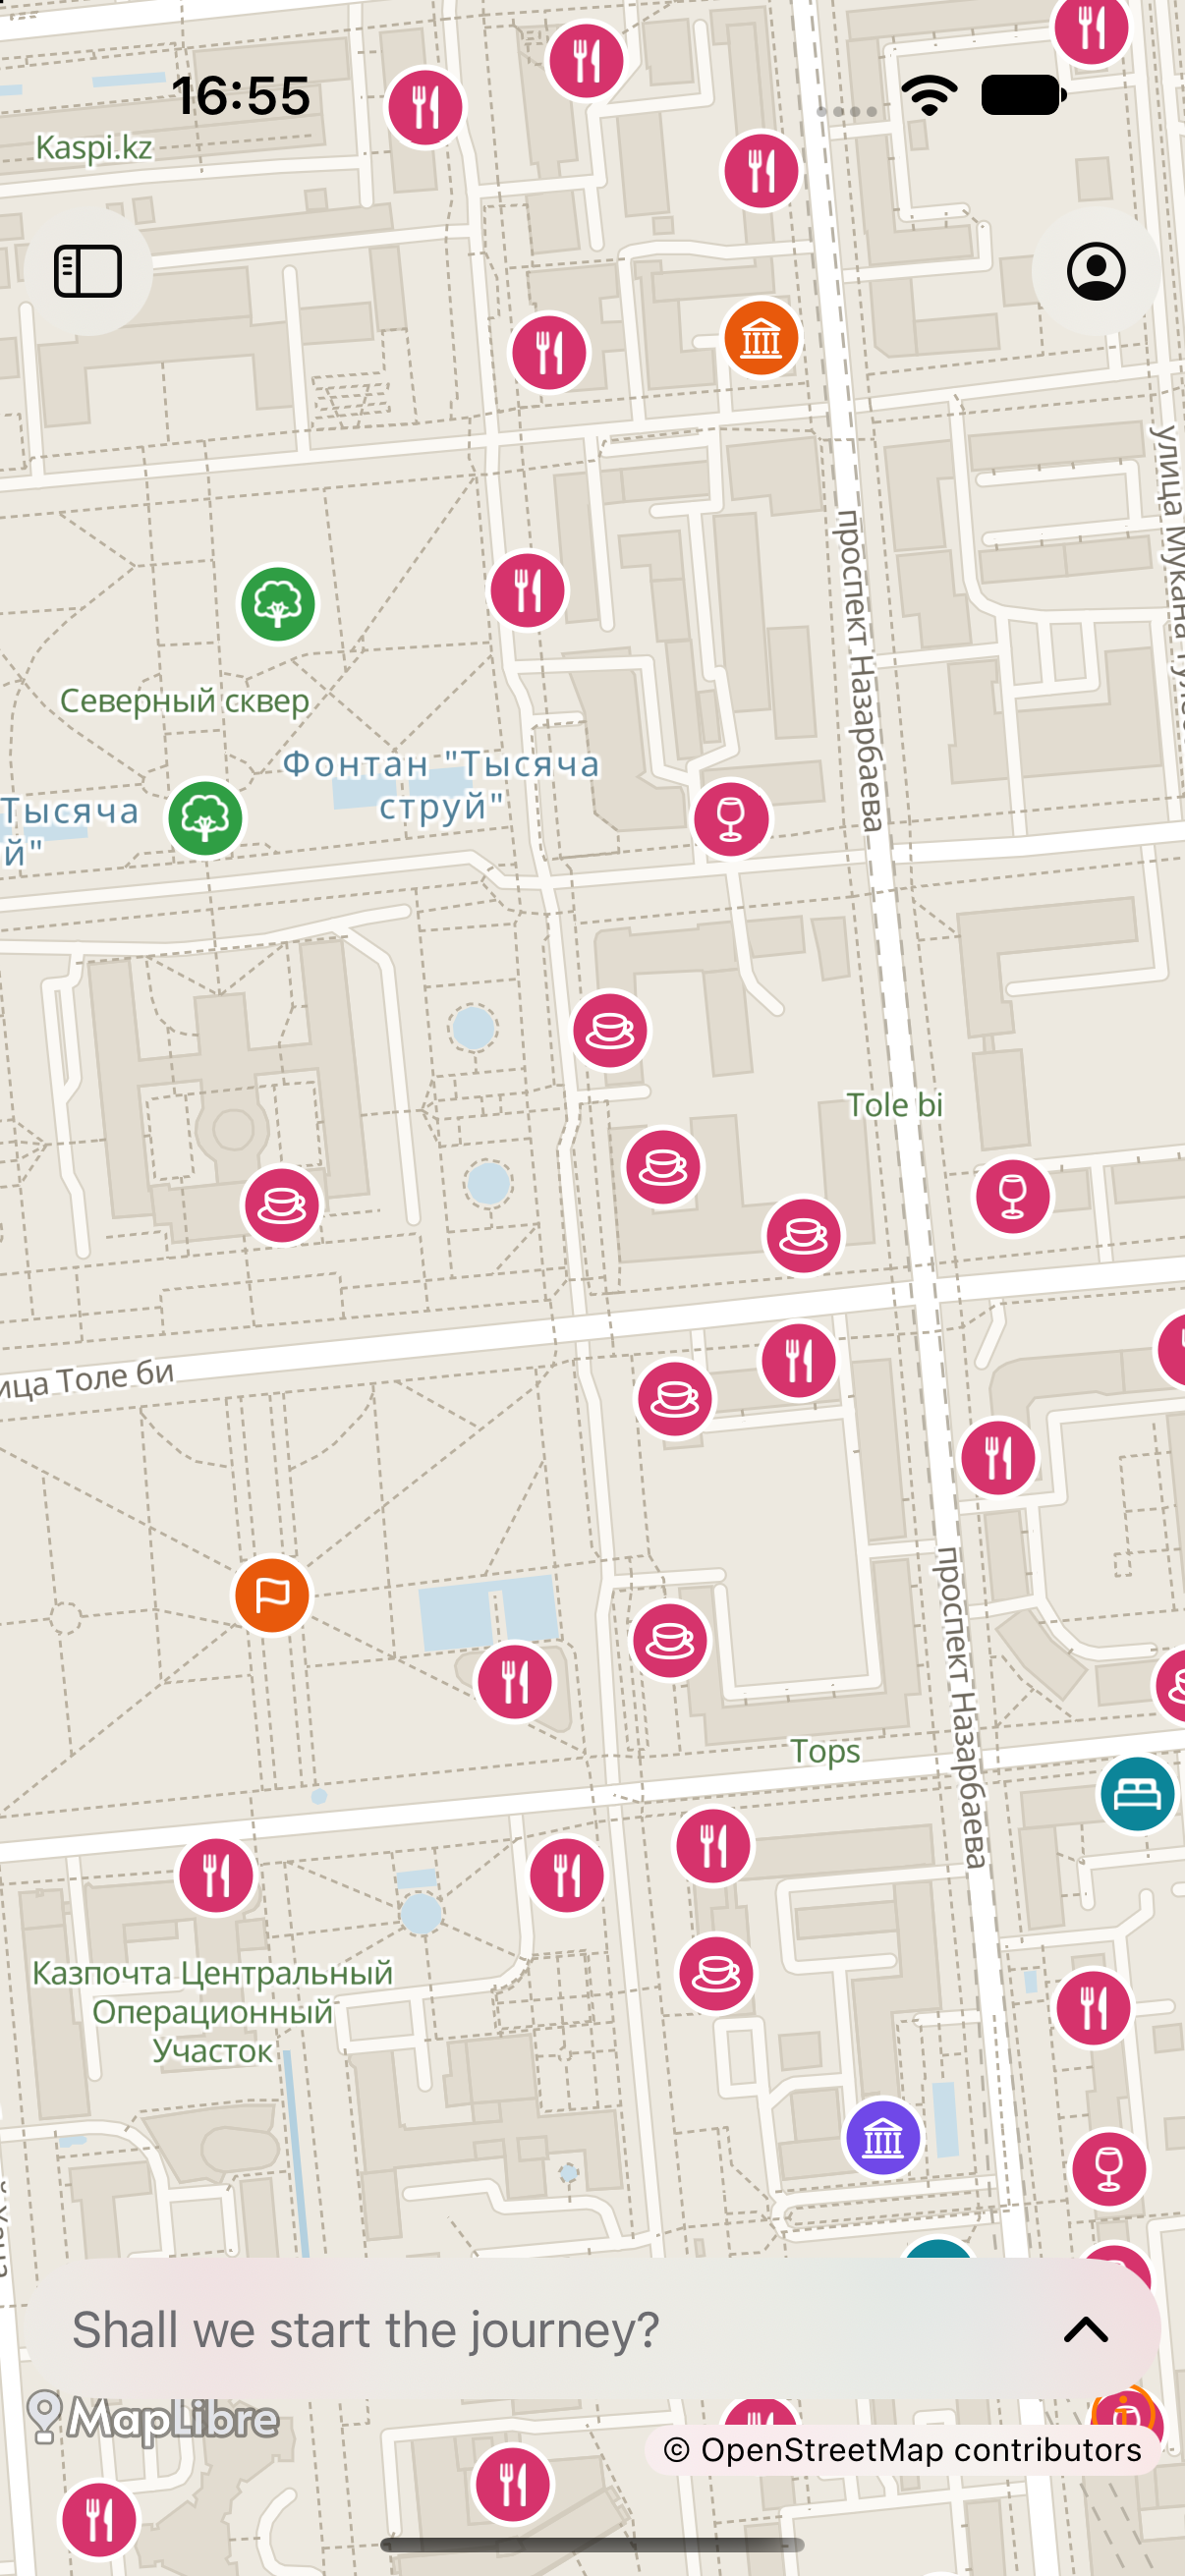 16:55
Kaspi.kz
улица Мукана
проспект Назарбаева
Северный сквер
Фонтан "Тысяча
струй"
Тысяча
й"
Tole bi
ица Толе би
проспект Назарбаева
Tops
Казпочта Центральный
Операционный
Участок
Shall we start the journey?
MapLibre
© OpenStreetMap contributors